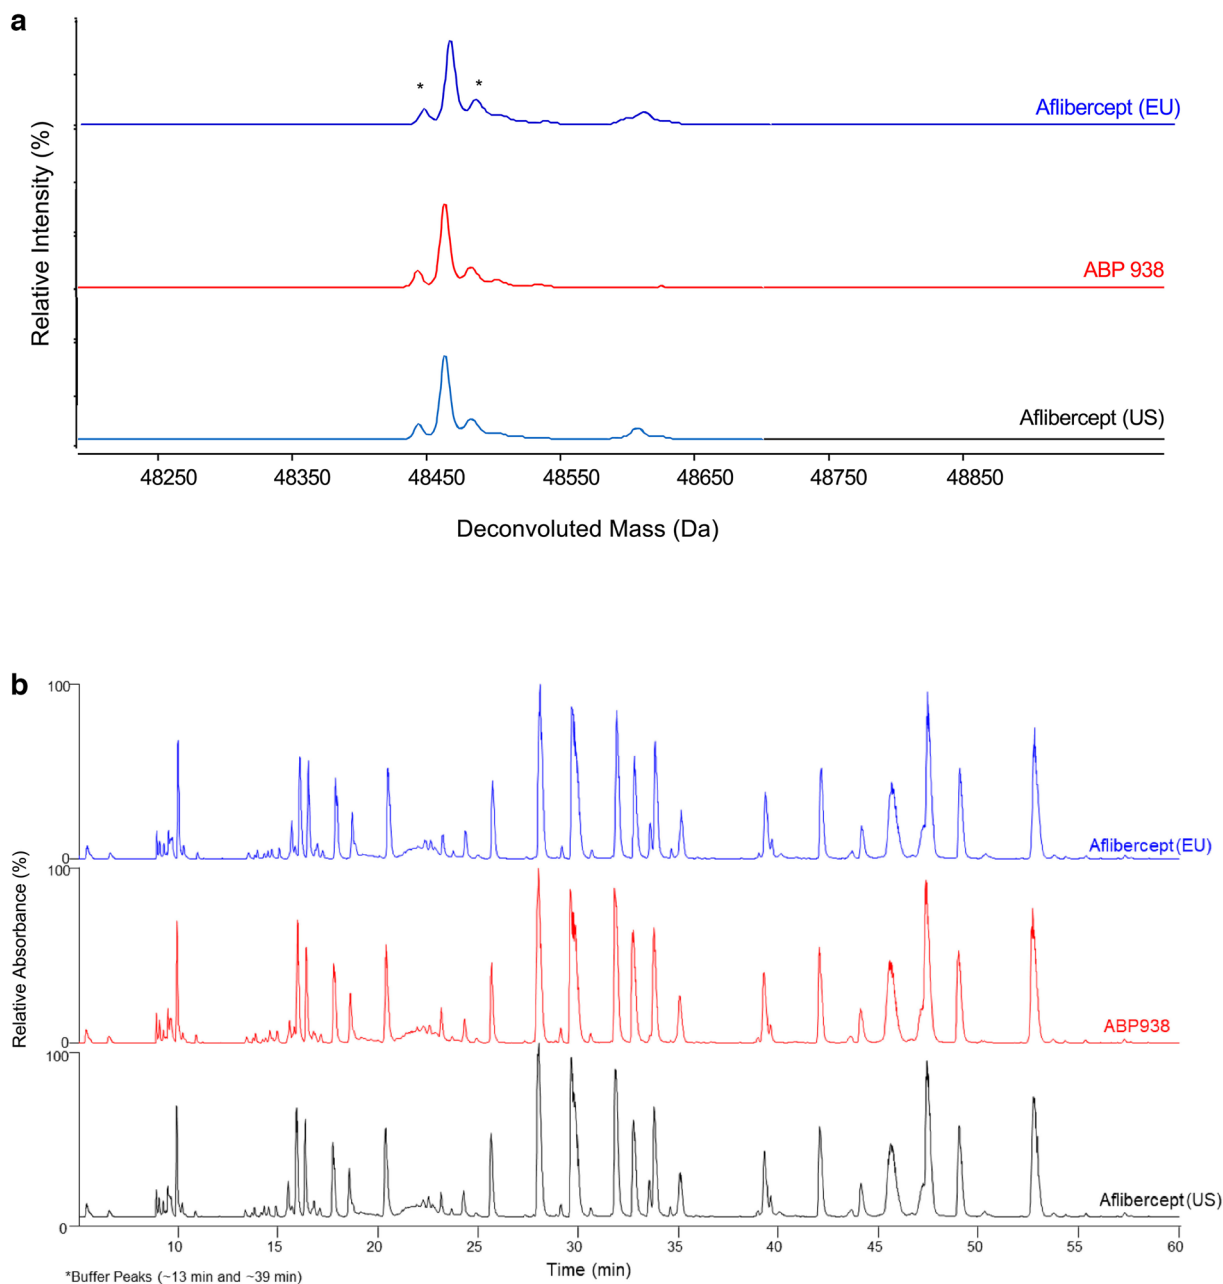 a
Relative Intensity (%)
* *
Aflibercept (EU)
ABP 938
Aflibercept (US)
48250 48350 48450 48550 48650 48750 48850
Deconvoluted Mass (Da)
b
Relative Absorbance (%)
100
0
Aflibercept (EU)
100
0
ABP938
100
0
Aflibercept (US)
10 15 20 25 30 35 40 45 50 55 60
Time (min)
*Buffer Peaks (~13 min and ~39 min)